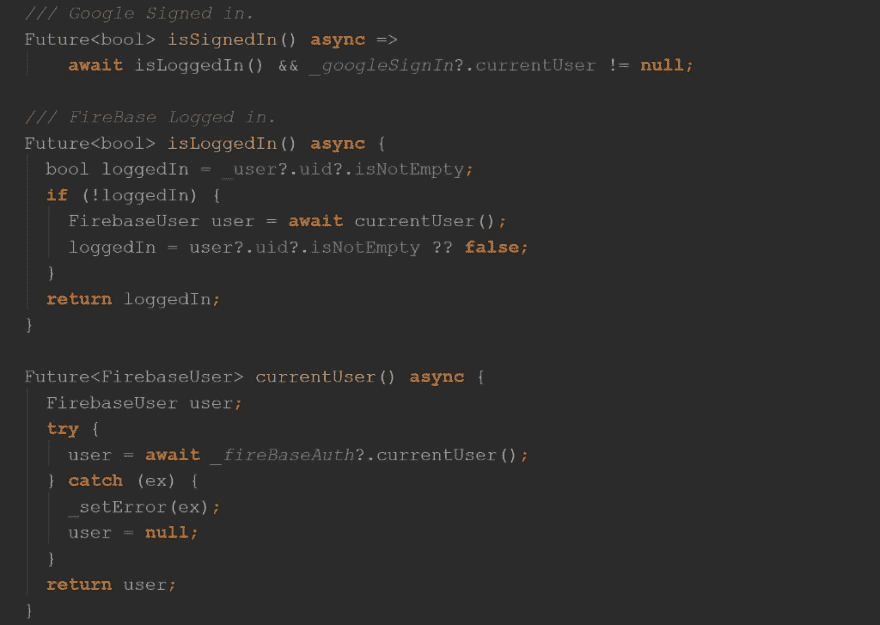 /// Google Signed in.
Future<bool> isSignedIn() async =>
    await isLoggedIn() && _googleSignIn?.currentUser != null;
/// FireBase Logged in.
Future<bool> isLoggedIn() async {
  bool loggedIn = _user?.uid?.isNotEmpty;
  if (!loggedIn) {
    FirebaseUser user = await currentUser();
    loggedIn = user?.uid?.isNotEmpty ?? false;
  }
  return loggedIn;
}
Future<FirebaseUser> currentUser() async {
  FirebaseUser user;
  try {
    user = await _fireBaseAuth?.currentUser();
  } catch (ex) {
    _setError(ex);
    user = null;
  }
  return user;
}